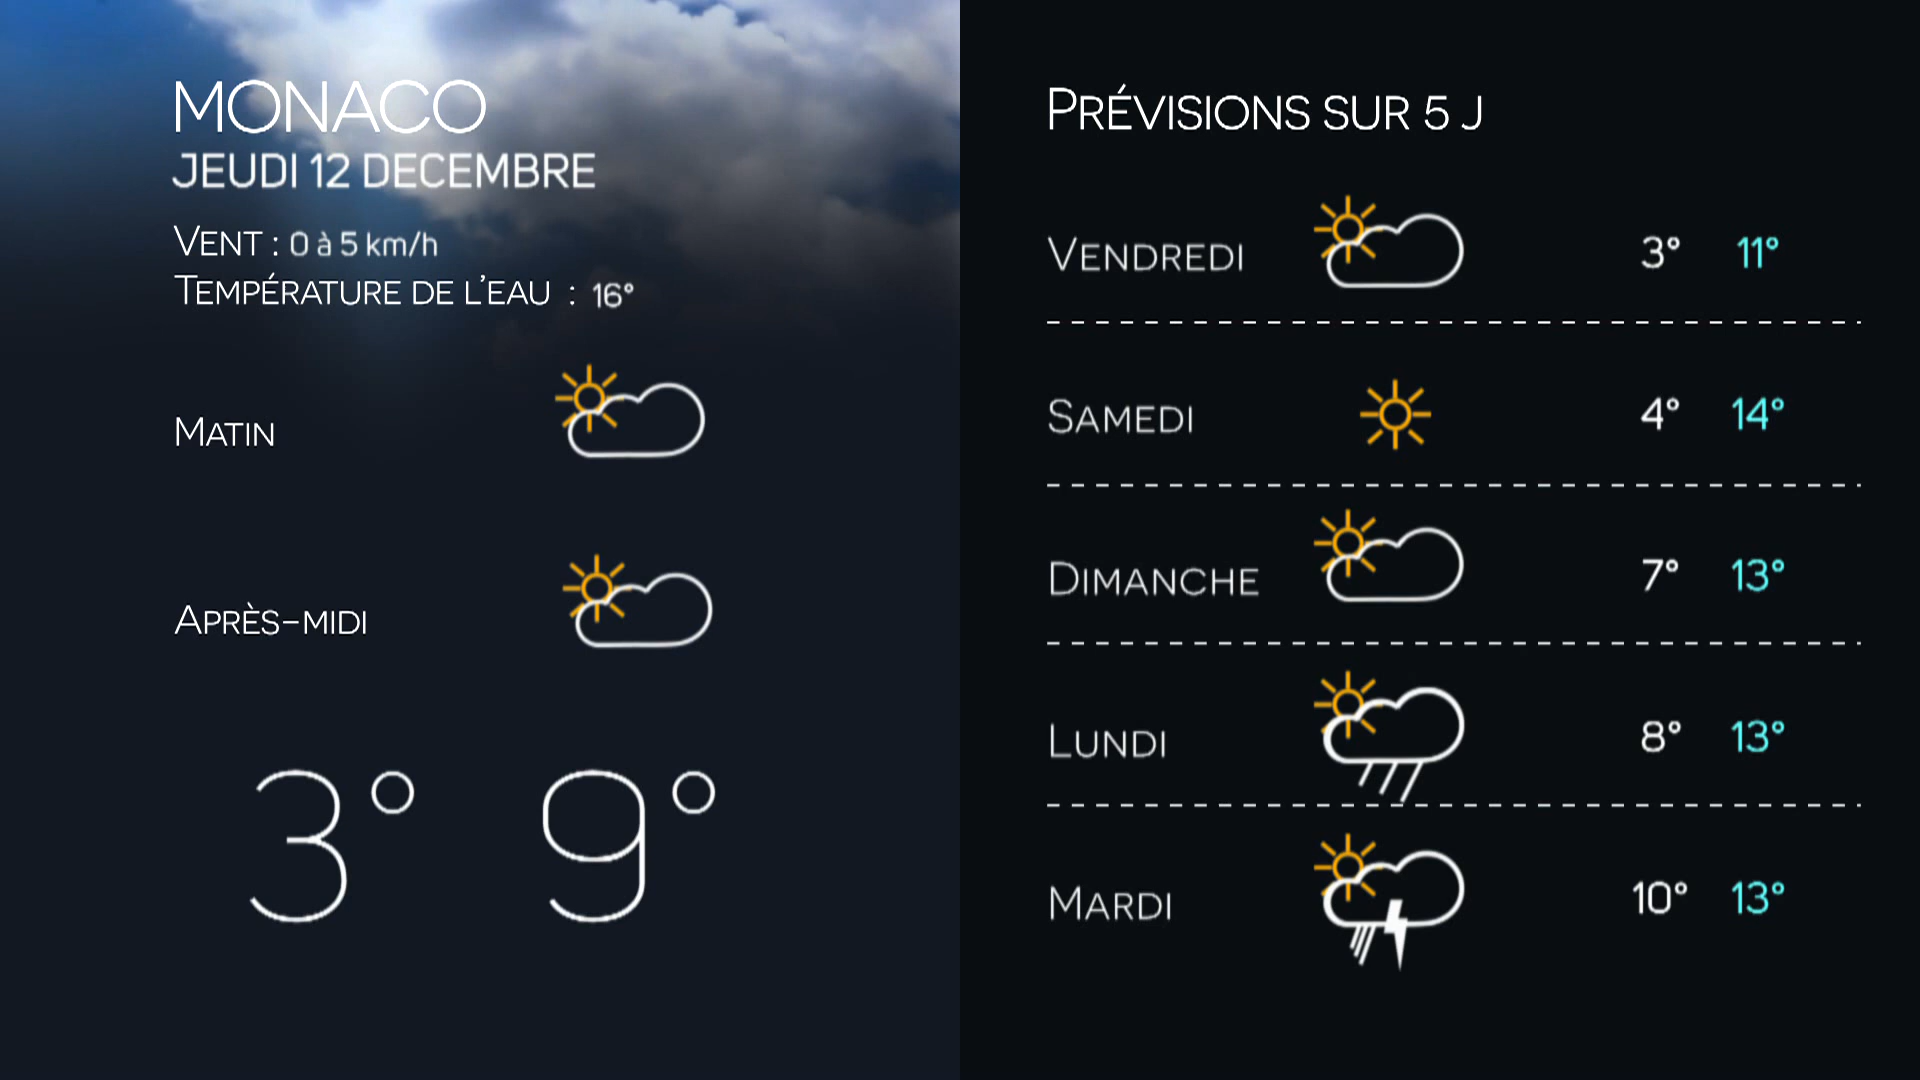 MONACO
JEUDI 12 DECEMBRE
VENT : 0 à 5 km/h
TEMPÉRATURE DE L'EAU : 16°
MATIN
APRÈS-MIDI
3° 9°
PRÉVISIONS SUR 5 J
VENDREDI 3° 11°
SAMEDI 4° 14°
DIMANCHE 7° 13°
LUNDI 8° 13°
MARDI 10° 13°